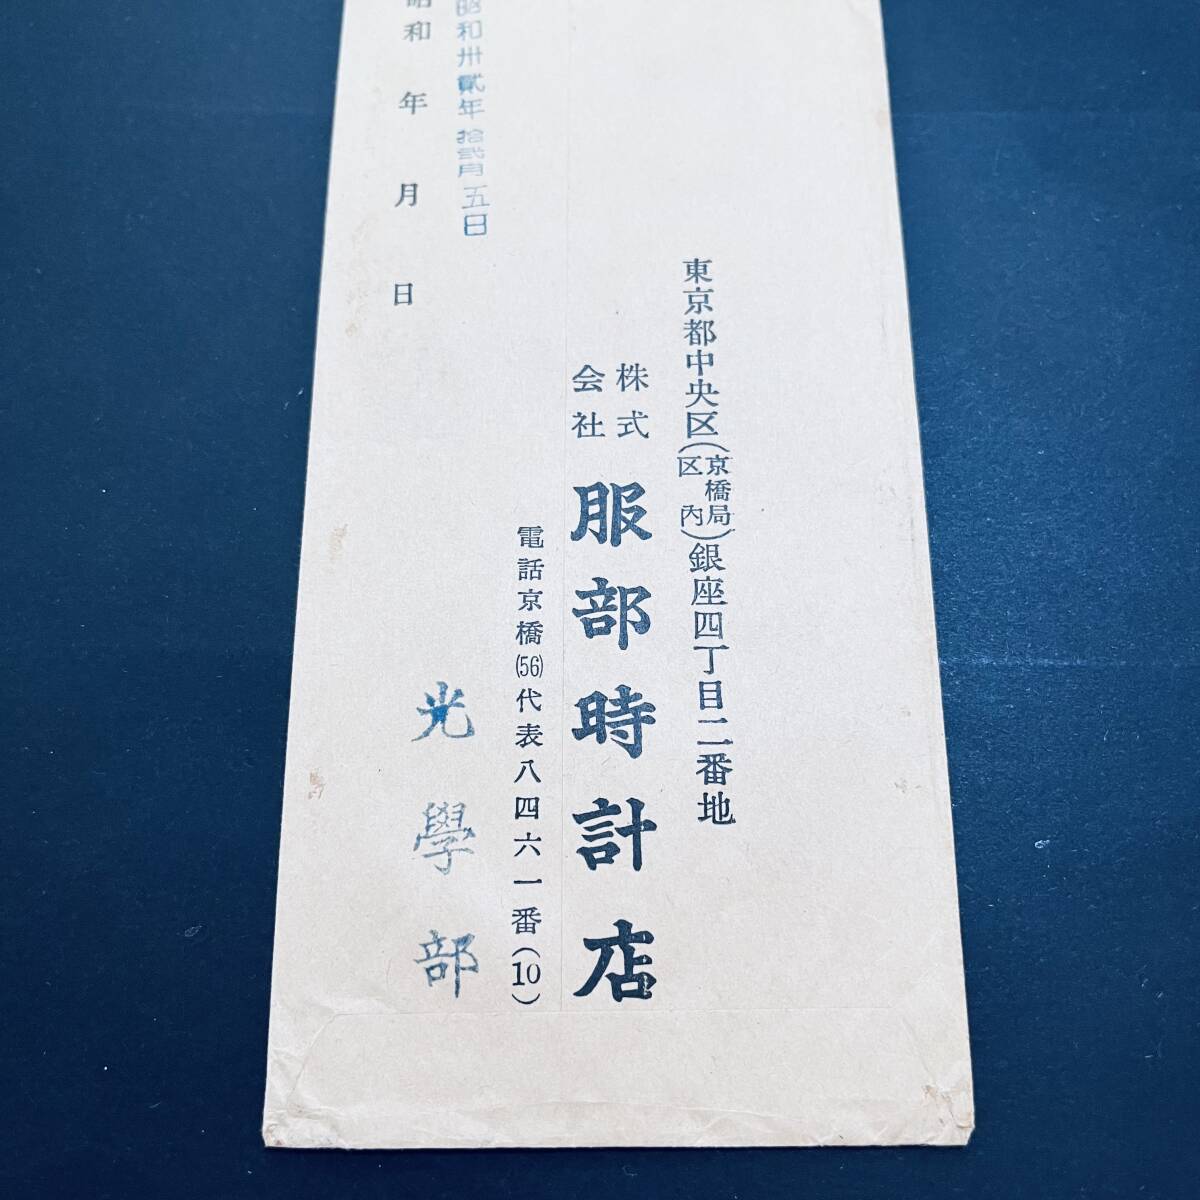 東京都中央区(京橋局区内)銀座四丁目二番地
株式会社 服部時計店
電話京橋(56)代表八四六一番(10)
光學部
昭和卅貳年拾弐月五日
昭和 年 月 日